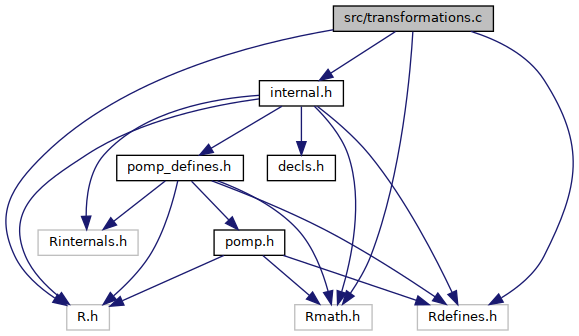 src/transformations.c
internal.h
pomp_defines.h
decls.h
Rinternals.h
pomp.h
R.h
Rmath.h
Rdefines.h